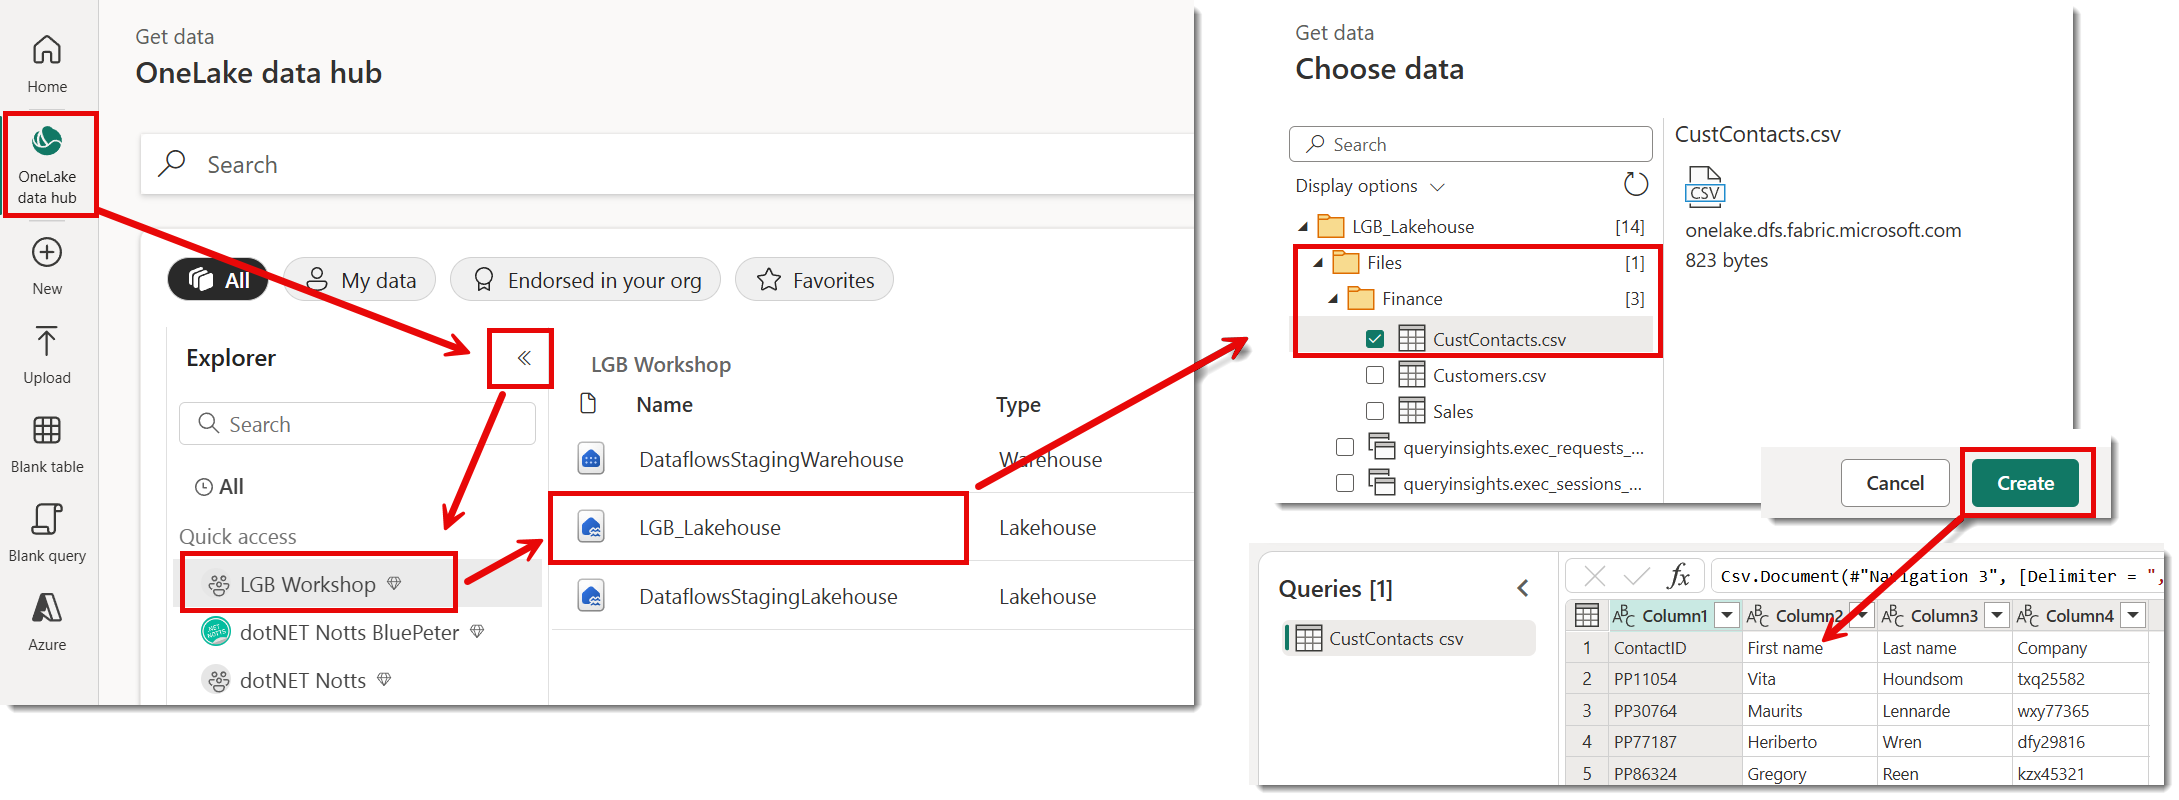 Home
OneLake
data hub
New
Upload
Blank table
Blank query
Azure
Get data
OneLake data hub
Search
All
My data
Endorsed in your org
Favorites
Explorer
Search
All
Quick access
LGB Workshop
dotNET Notts BluePeter
dotNET Notts
LGB Workshop
Name Type
DataflowsStagingWarehouse Warehouse
LGB_Lakehouse Lakehouse
DataflowsStagingLakehouse Lakehouse
Get data
Choose data
Search
Display options
LGB_Lakehouse [14]
Files [1]
Finance [3]
CustContacts.csv
Customers.csv
Sales
queryinsights.exec_requests_...
queryinsights.exec_sessions_...
CustContacts.csv
CSV
onelake.dfs.fabric.microsoft.com
823 bytes
Cancel Create
Queries [1]
CustContacts csv
fx Csv.Document(#"Navigation 3", [Delimiter = ",
ABC Column1 ABC Column2 ABC Column3 ABC Column4
1 ContactID First name Last name Company
2 PP11054 Vita Houndsom txq25582
3 PP30764 Maurits Lennarde wxy77365
4 PP77187 Heriberto Wren dfy29816
5 PP86324 Gregory Reen kzx45321